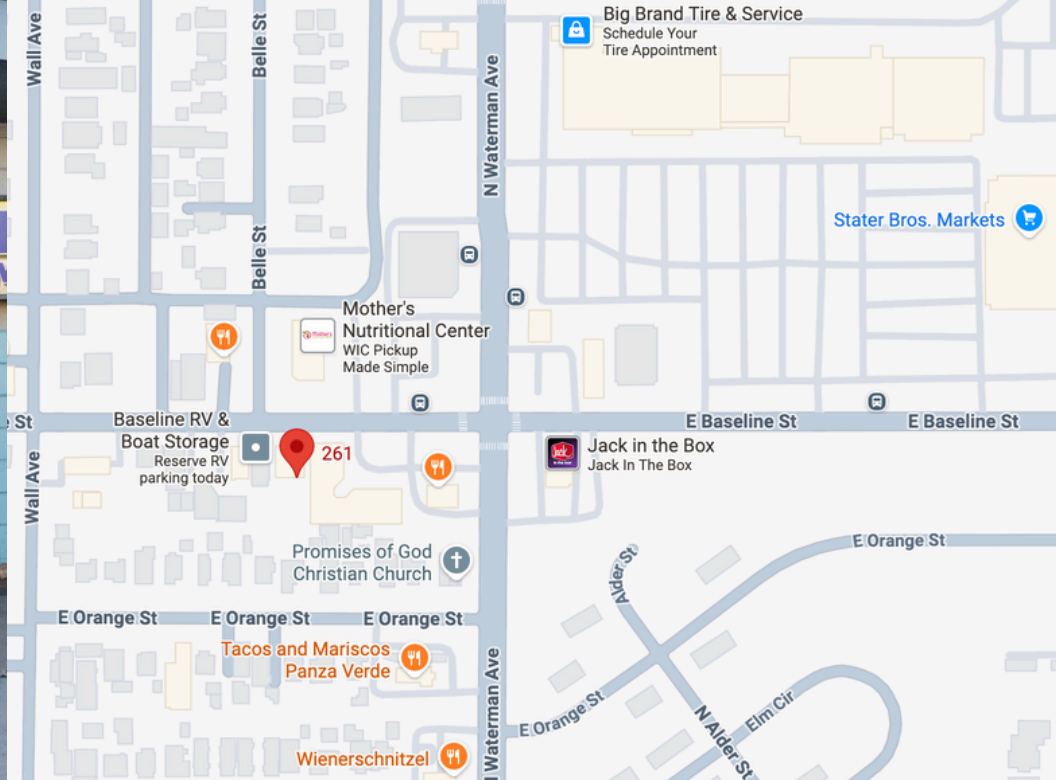 Big Brand Tire & Service
Schedule Your
Tire Appointment
Wall Ave
Belle St
N Waterman Ave
Stater Bros. Markets
Belle St
Mother's
Nutritional Center
WIC Pickup
Made Simple
Mother's
St
Baseline RV &
Boat Storage
Reserve RV
parking today
261
E Baseline St
E Baseline St
Jack in the Box
Jack In The Box
Wall Ave
Promises of God
Christian Church
Alder St
E Orange St
E Orange St
E Orange St
E Orange St
Tacos and Mariscos
Panza Verde
Waterman Ave
E Orange St
N Alder St
Elm Cir
Wienerschnitzel